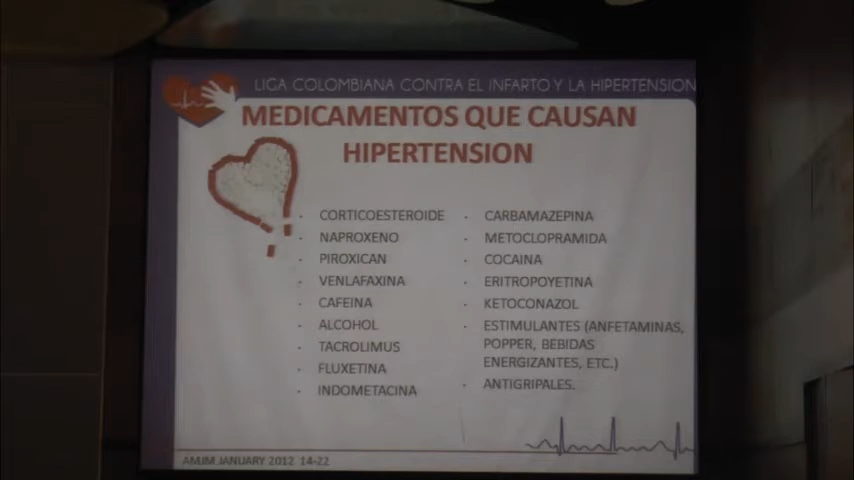 LIGA COLOMBIANA CONTRA EL INFARTO Y LA HIPERTENSION
MEDICAMENTOS QUE CAUSAN
HIPERTENSION
· CORTICOESTEROIDE
· NAPROXENO
· PIROXICAN
· VENLAFAXINA
· CAFEINA
· ALCOHOL
· TACROLIMUS
· FLUXETINA
· INDOMETACINA
· CARBAMAZEPINA
· METOCLOPRAMIDA
· COCAINA
· ERITROPOYETINA
· KETOCONAZOL
· ESTIMULANTES (ANFETAMINAS,
POPPER, BEBIDAS
ENERGIZANTES, ETC.)
· ANTIGRIPALES.
AMJM JANUARY 2012 14-22